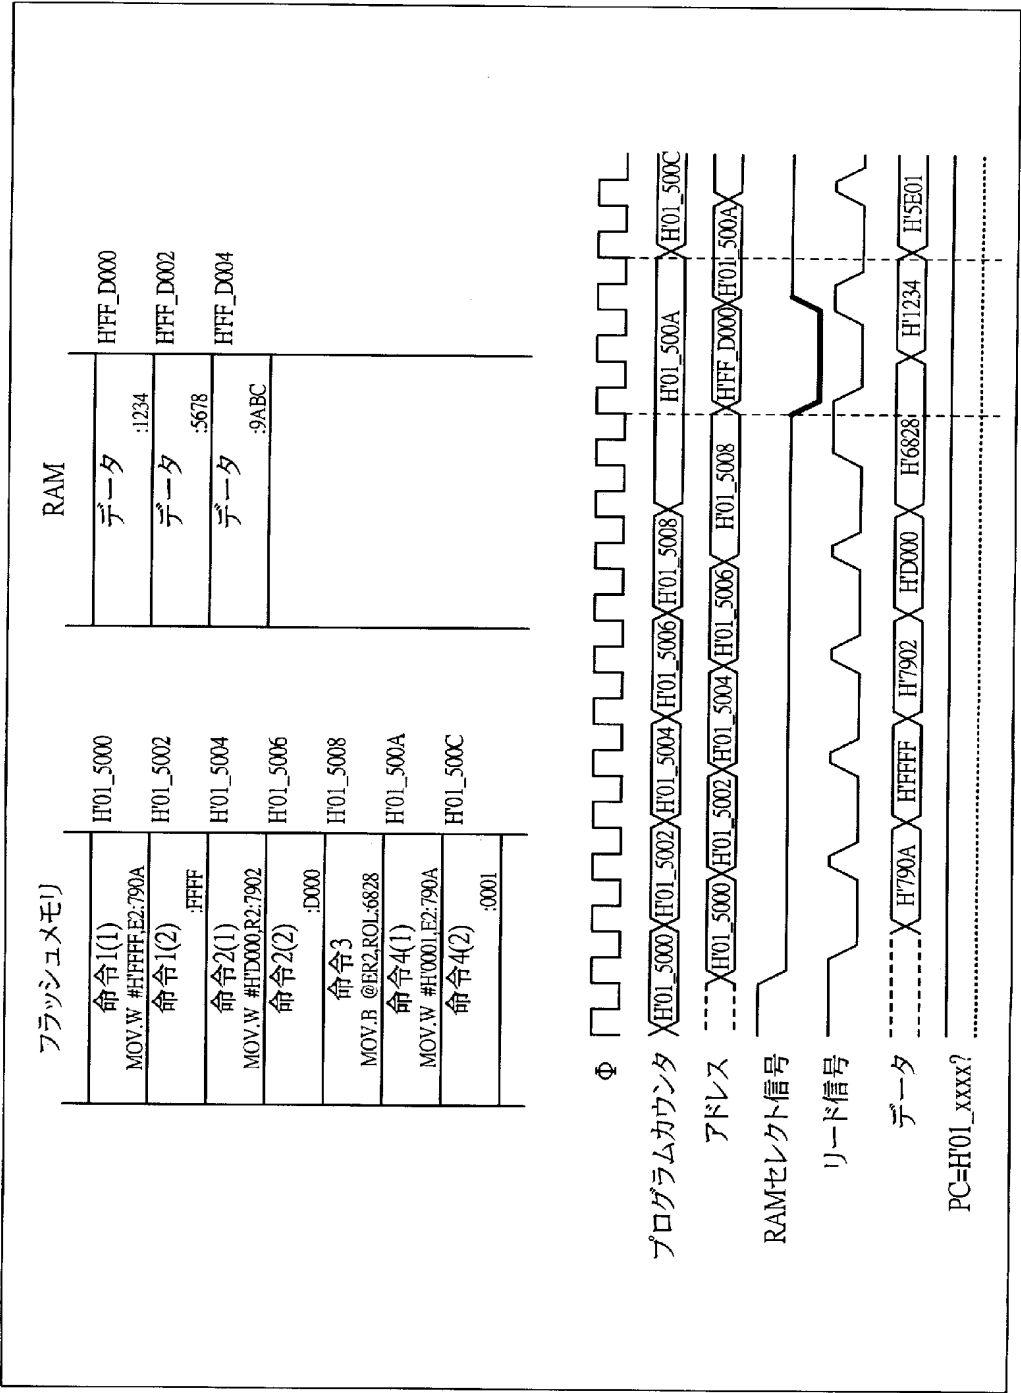 フラッシュメモリ
命令1(1)
MOV.W #H'FFFF,E2:790A
H'01_5000
命令1(2)
:FFFF
H'01_5002
命令2(1)
MOV.W #H'D000,R2:7902
H'01_5004
命令2(2)
:D000
H'01_5006
命令3
MOV.B @ER2,ROL:6828
H'01_5008
命令4(1)
MOV.W #H'0001,E2:790A
H'01_500A
命令4(2)
:0001
H'01_500C
RAM
データ
:1234
H'FF_D000
データ
:5678
H'FF_D002
データ
:9ABC
H'FF_D004
Φ
プログラムカウンタ H'01_5000 H'01_5002 H'01_5004 H'01_5006 H'01_5008 H'01_500A H'01_500C
アドレス H'01_5000 H'01_5002 H'01_5004 H'01_5006 H'01_5008 H'FF_D000 H'01_500A
RAMセレクト信号
リード信号
データ H'790A H'FFFF H'7902 H'D000 H'6828 H'1234 H'5E01
PC=H'01_xxxx?